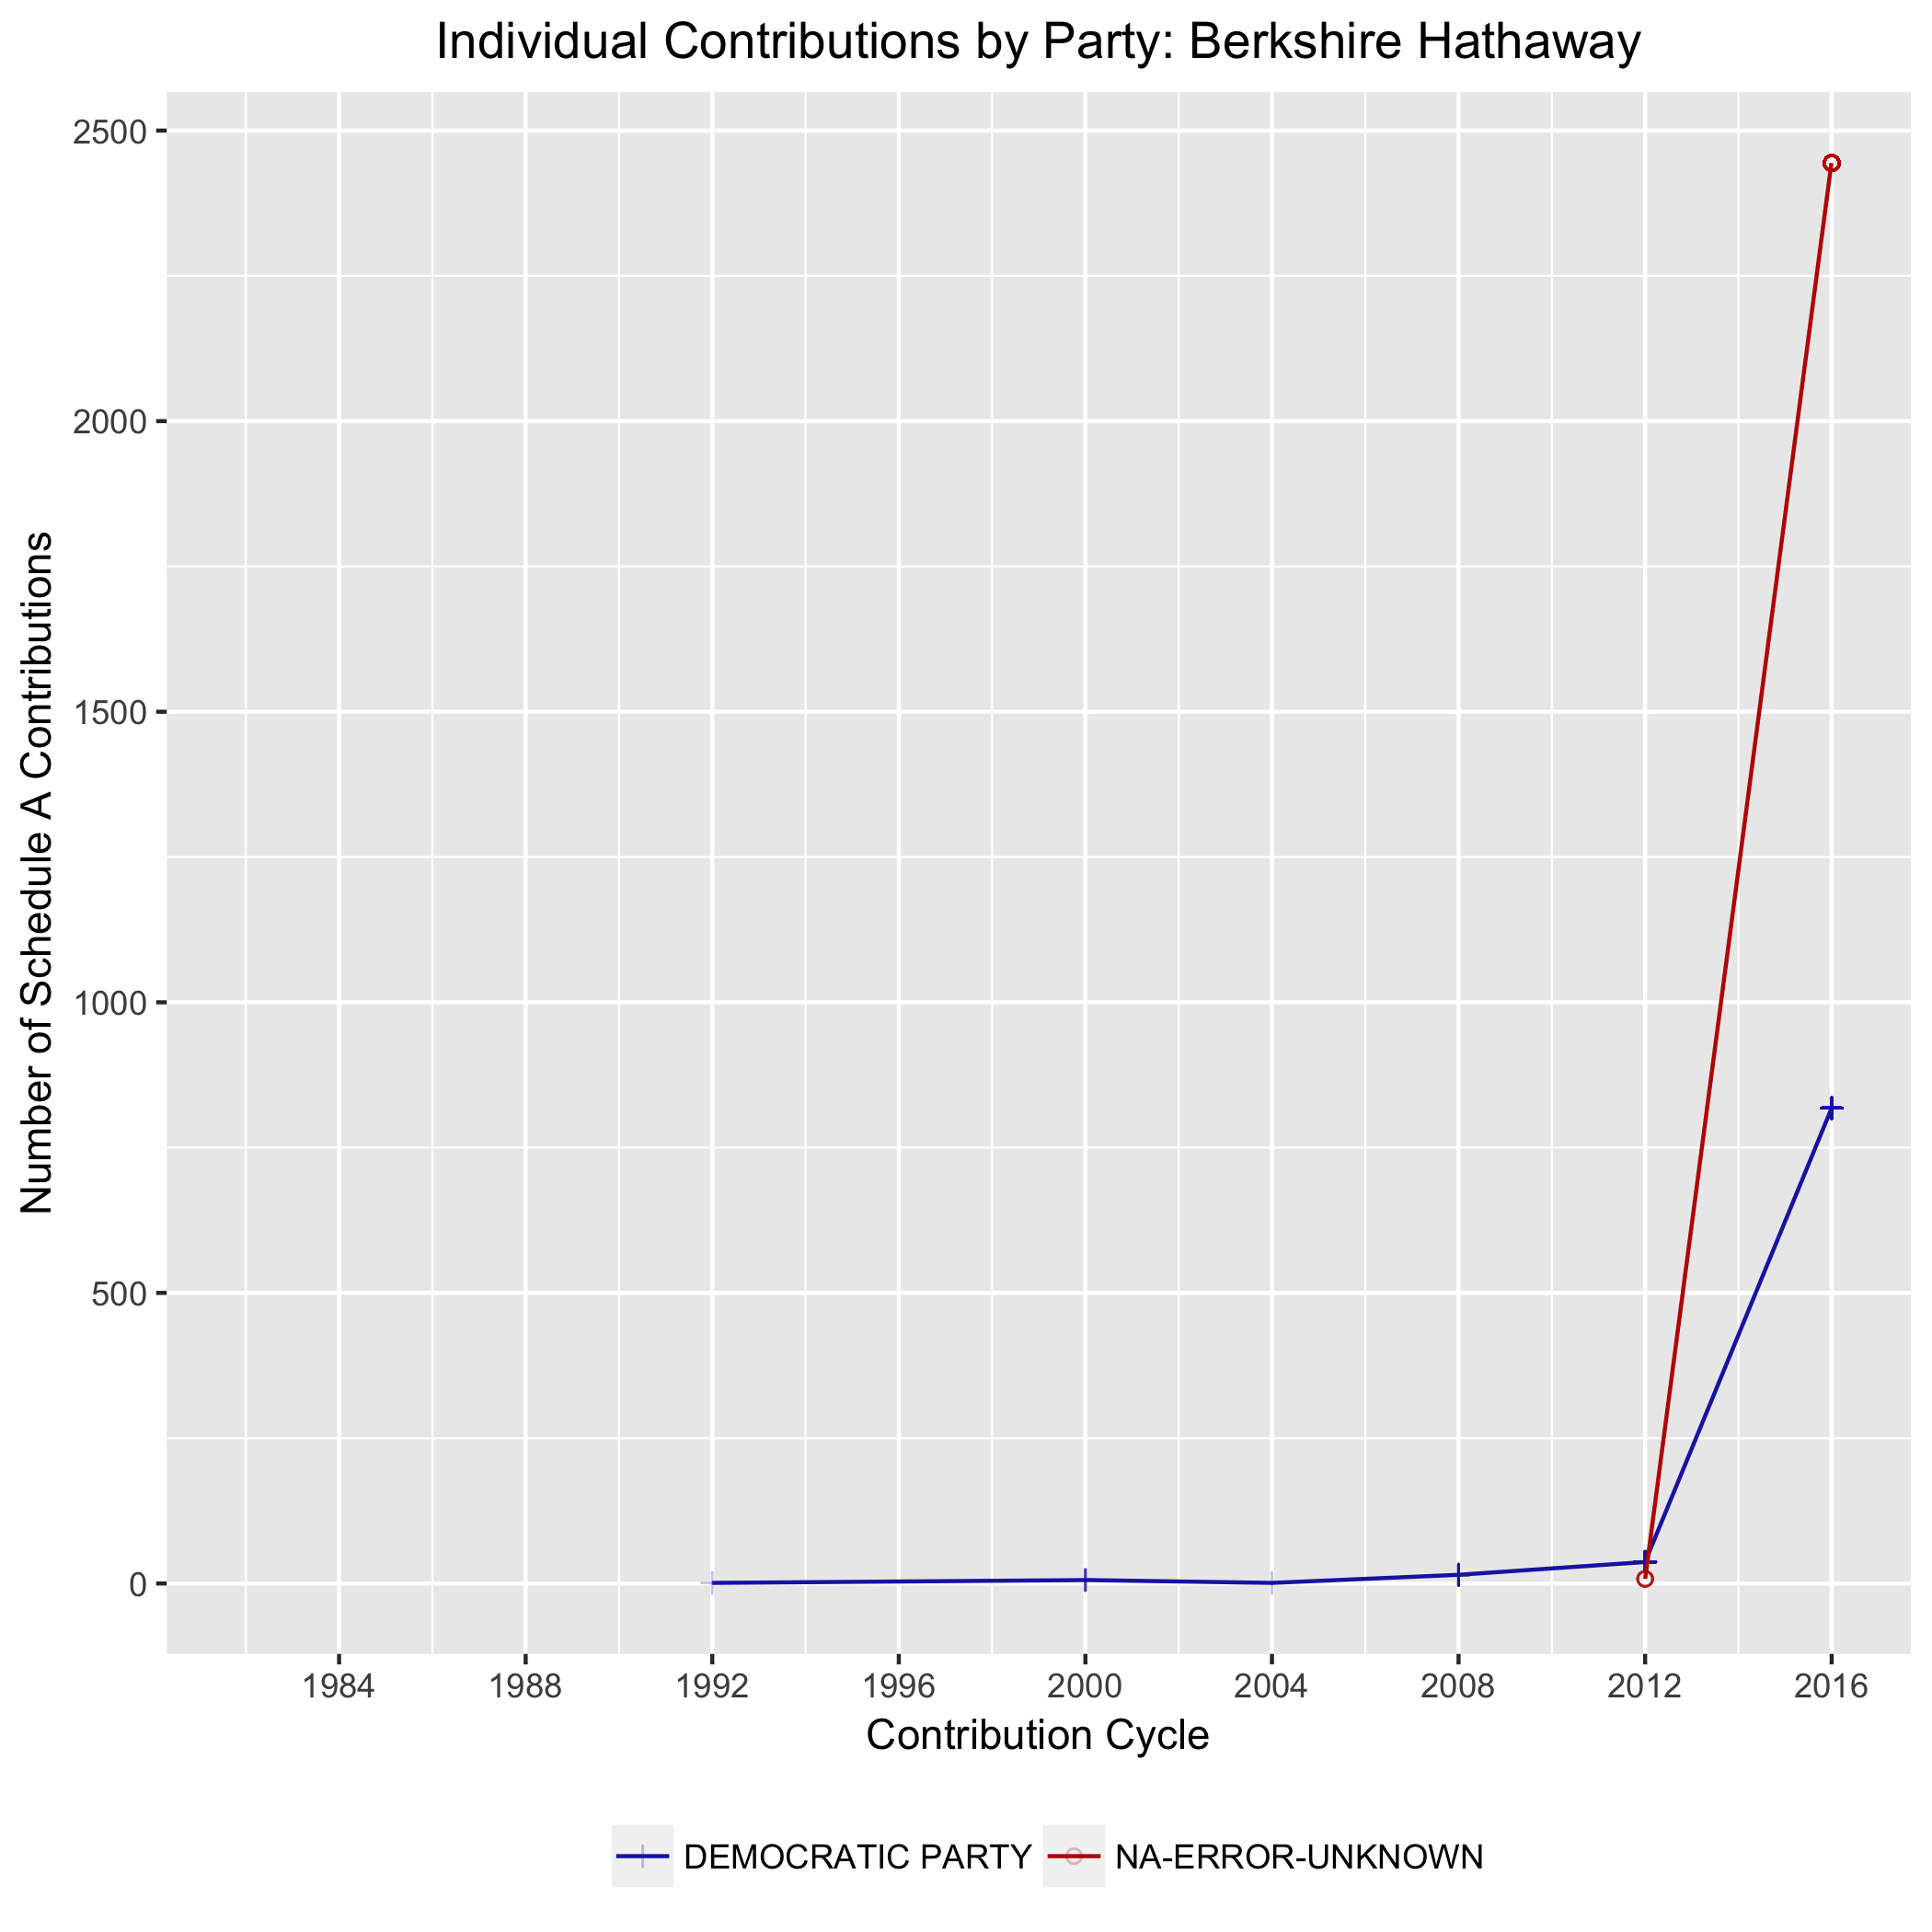 Individual Contributions by Party: Berkshire Hathaway
Number of Schedule A Contributions
2500
2000
1500
1000
500
0
1984 1988 1992 1996 2000 2004 2008 2012 2016
Contribution Cycle
DEMOCRATIC PARTY NA-ERROR-UNKNOWN